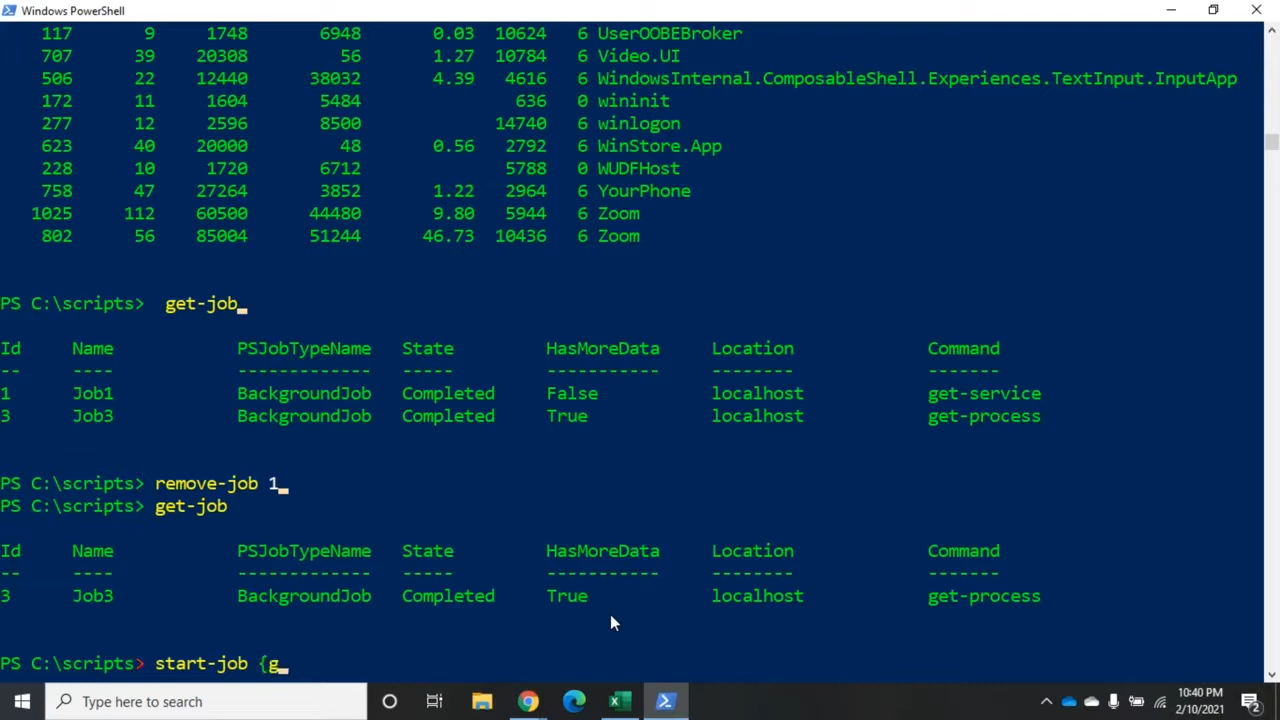 Windows PowerShell
117 9 1748 6948 0.03 10624 6 UserOOBEBroker
707 39 20308 56 1.27 10784 6 Video.UI
506 22 12440 38032 4.39 4616 6 WindowsInternal.ComposableShell.Experiences.TextInput.InputApp
172 11 1604 5484 636 0 wininit
277 12 2596 8500 14740 6 winlogon
623 40 20000 48 0.56 2792 6 WinStore.App
228 10 1720 6712 5788 0 WUDFHost
758 47 27264 3852 1.22 2964 6 YourPhone
1025 112 60500 44480 9.80 5944 6 Zoom
802 56 85004 51244 46.73 10436 6 Zoom
PS C:\scripts>  get-job_
Id Name PSJobTypeName State HasMoreData Location Command
-- ---- ------------- ----- ----------- -------- -------
1 Job1 BackgroundJob Completed False localhost get-service
3 Job3 BackgroundJob Completed True localhost get-process
PS C:\scripts> remove-job 1_
PS C:\scripts> get-job
Id Name PSJobTypeName State HasMoreData Location Command
-- ---- ------------- ----- ----------- -------- -------
3 Job3 BackgroundJob Completed True localhost get-process
PS C:\scripts> start-job {g_
Type here to search
10:40 PM
2/10/2021
2